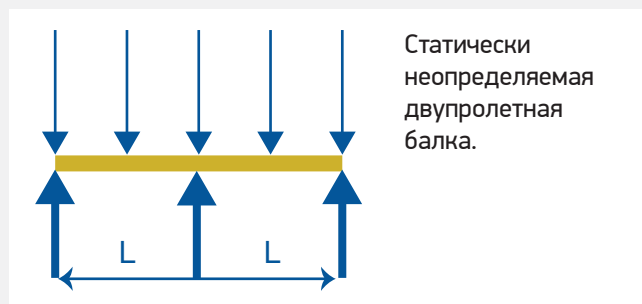 Статически
неопределяемая
двупролетная
балка.
L L